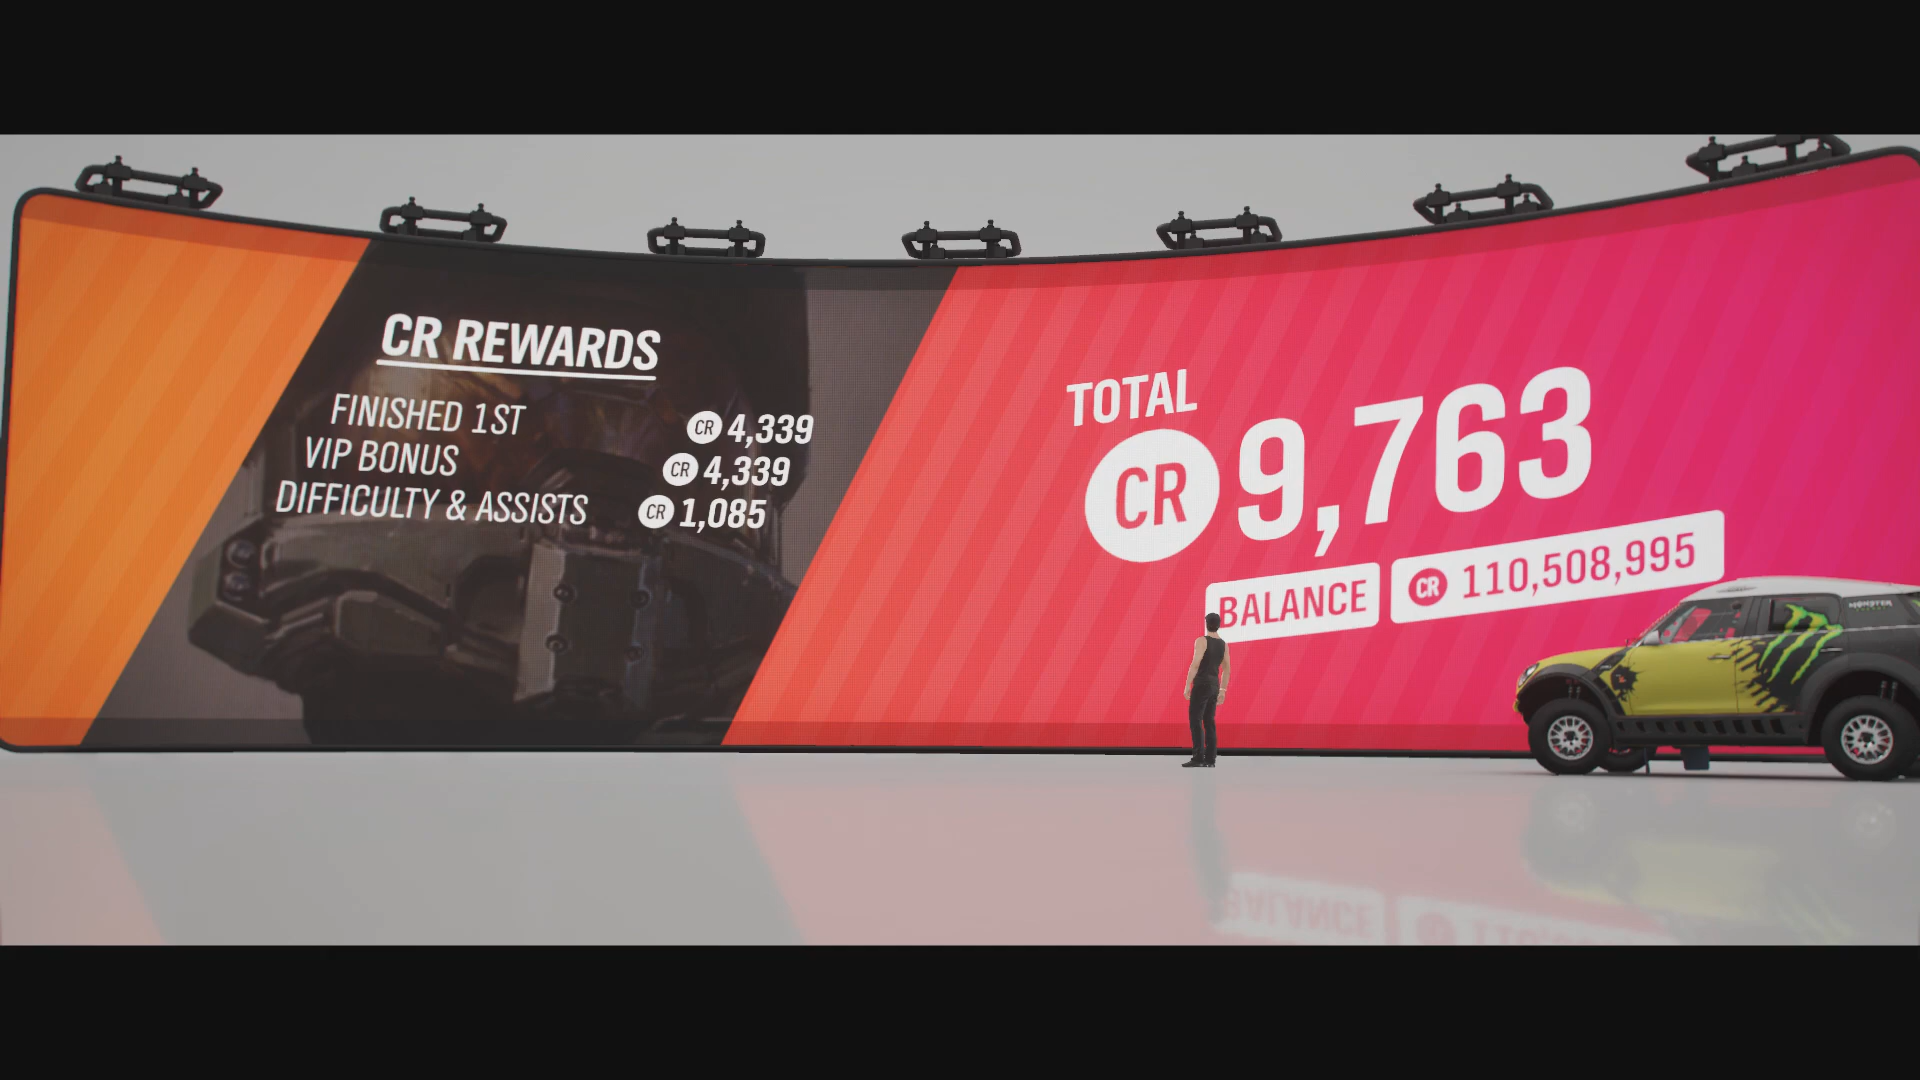 CR REWARDS
FINISHED 1ST CR 4,339
VIP BONUS CR 4,339
DIFFICULTY & ASSISTS CR 1,085
TOTAL
CR 9,763
BALANCE CR 110,508,995
MONSTER